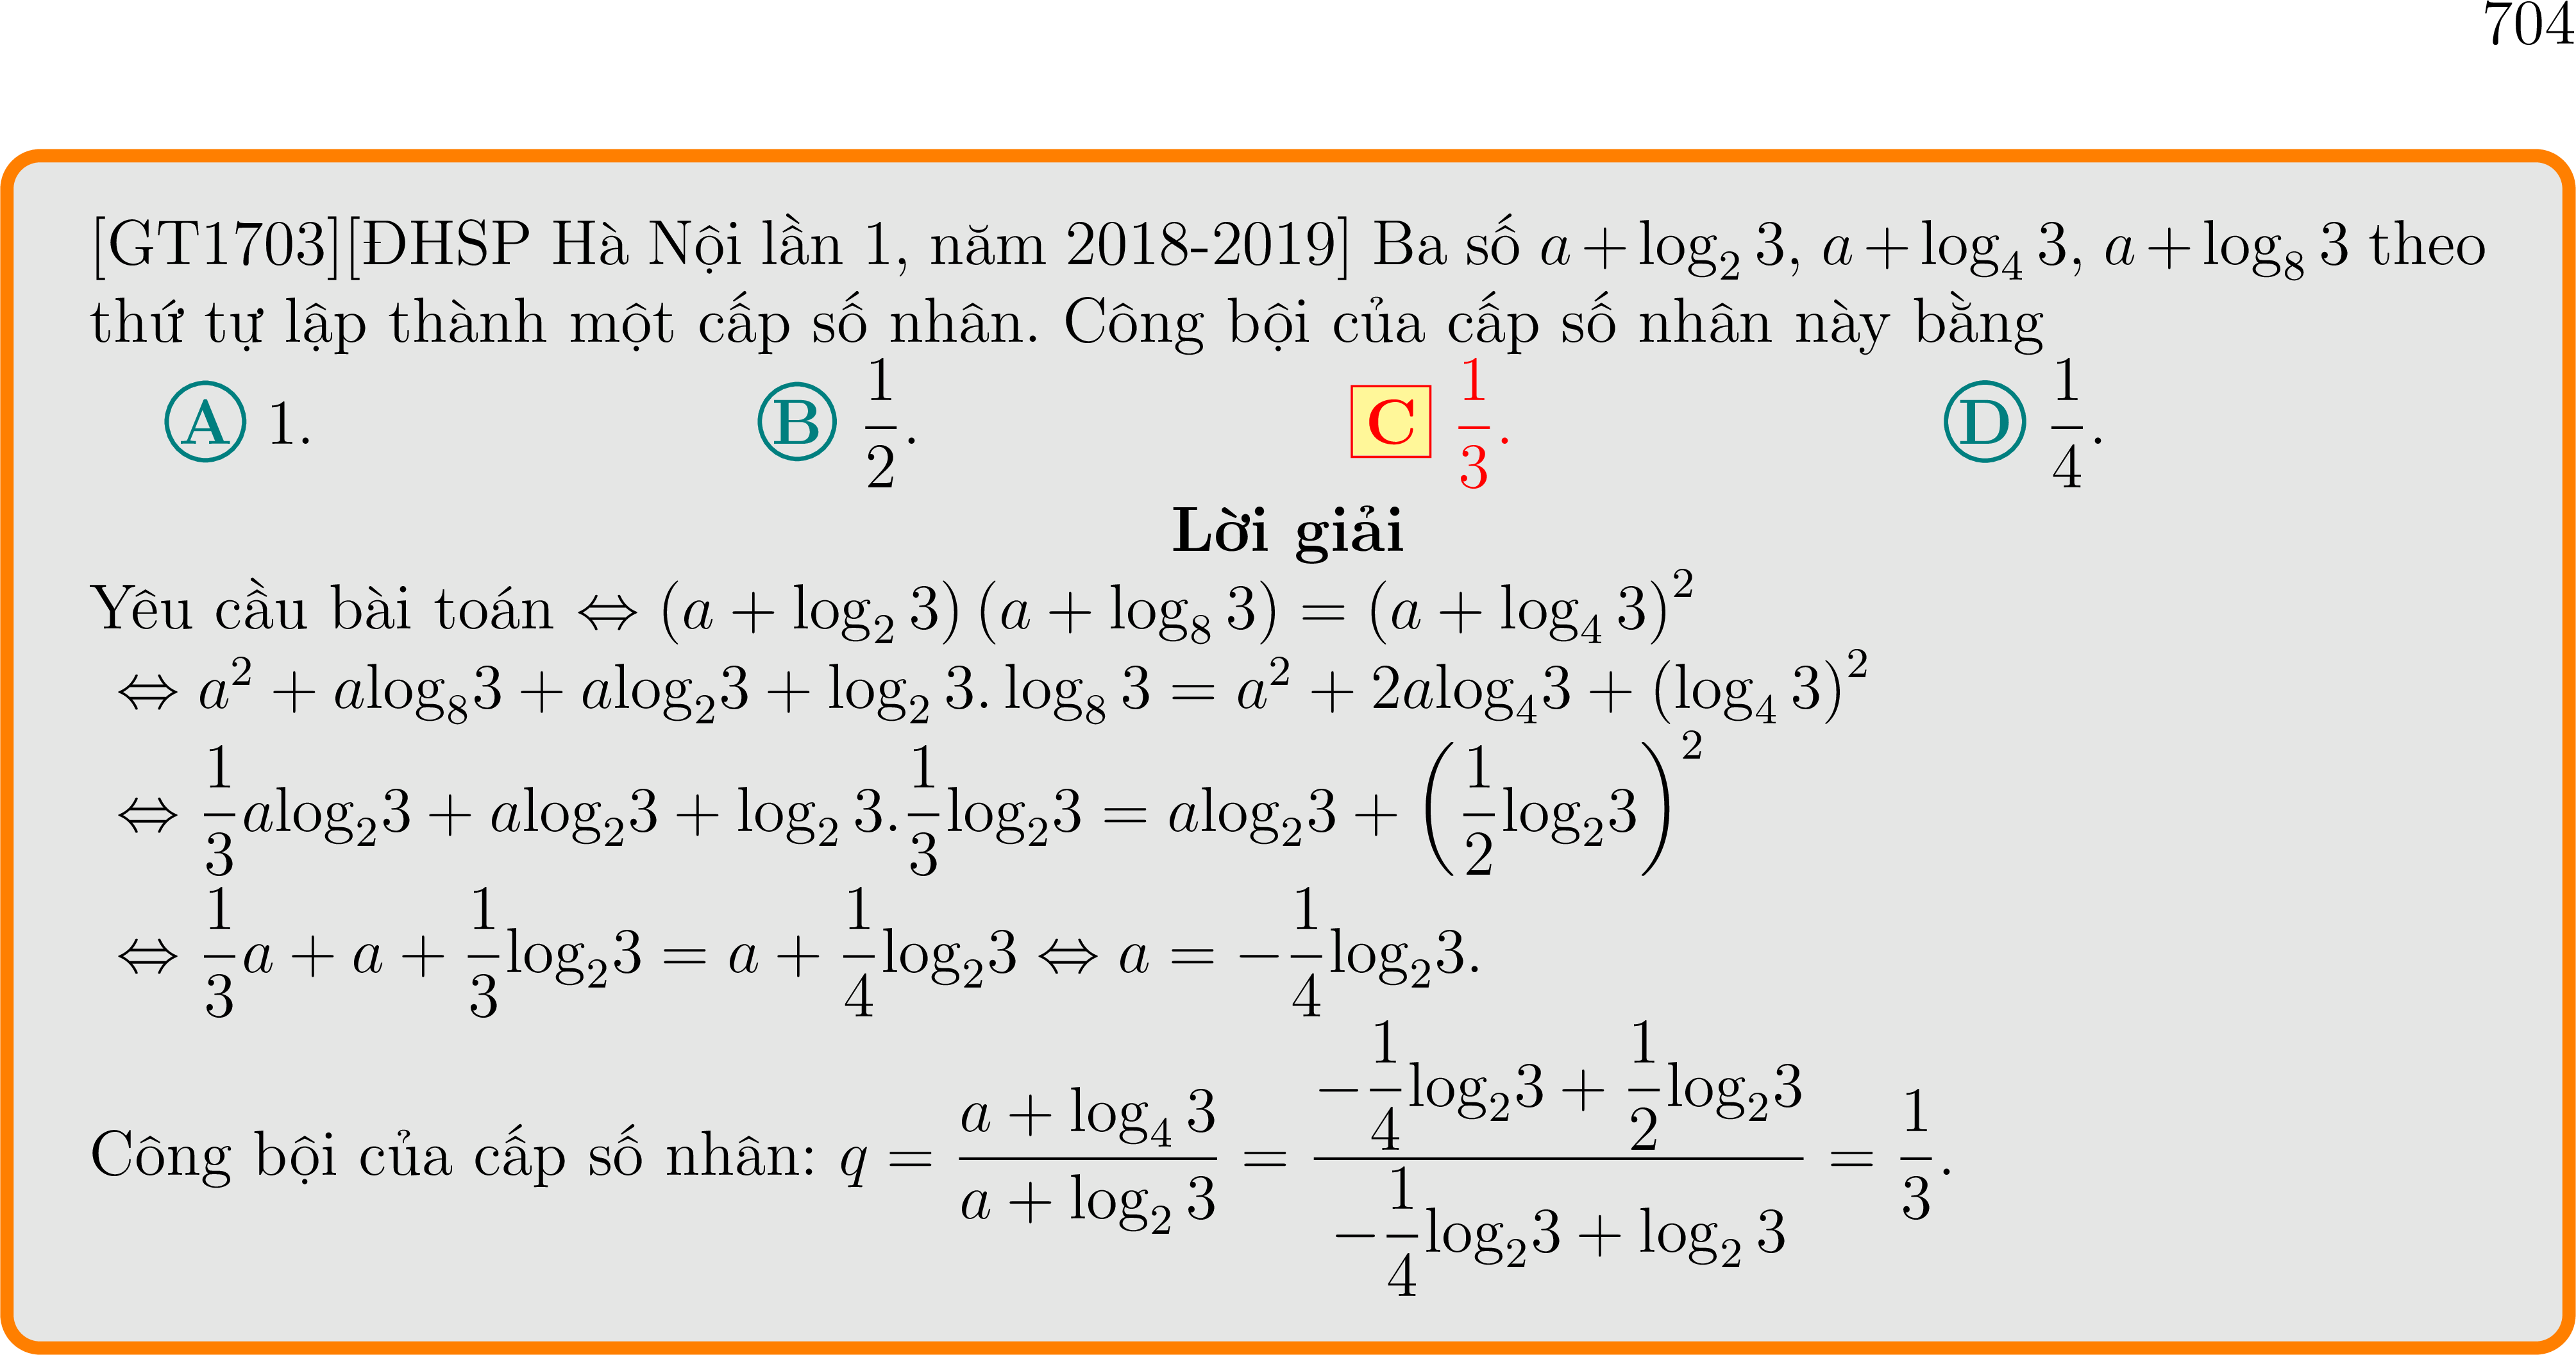 704
[GT1703][ĐHSP Hà Nội lần 1, năm 2018-2019] Ba số $a + \log_2 3$, $a + \log_4 3$, $a + \log_8 3$ theo
thứ tự lập thành một cấp số nhân. Công bội của cấp số nhân này bằng
A 1. B $\frac{1}{2}$. C $\frac{1}{3}$. D $\frac{1}{4}$.
Lời giải
Yêu cầu bài toán $\Leftrightarrow (a + \log_2 3)(a + \log_8 3) = (a + \log_4 3)^2$
$\Leftrightarrow a^2 + a\log_8 3 + a\log_2 3 + \log_2 3.\log_8 3 = a^2 + 2a\log_4 3 + (\log_4 3)^2$
$\Leftrightarrow \frac{1}{3}a\log_2 3 + a\log_2 3 + \log_2 3.\frac{1}{3}\log_2 3 = a\log_2 3 + \left(\frac{1}{2}\log_2 3\right)^2$
$\Leftrightarrow \frac{1}{3}a + a + \frac{1}{3}\log_2 3 = a + \frac{1}{4}\log_2 3 \Leftrightarrow a = -\frac{1}{4}\log_2 3.$
Công bội của cấp số nhân: $q = \frac{a + \log_4 3}{a + \log_2 3} = \frac{-\frac{1}{4}\log_2 3 + \frac{1}{2}\log_2 3}{-\frac{1}{4}\log_2 3 + \log_2 3} = \frac{1}{3}.$